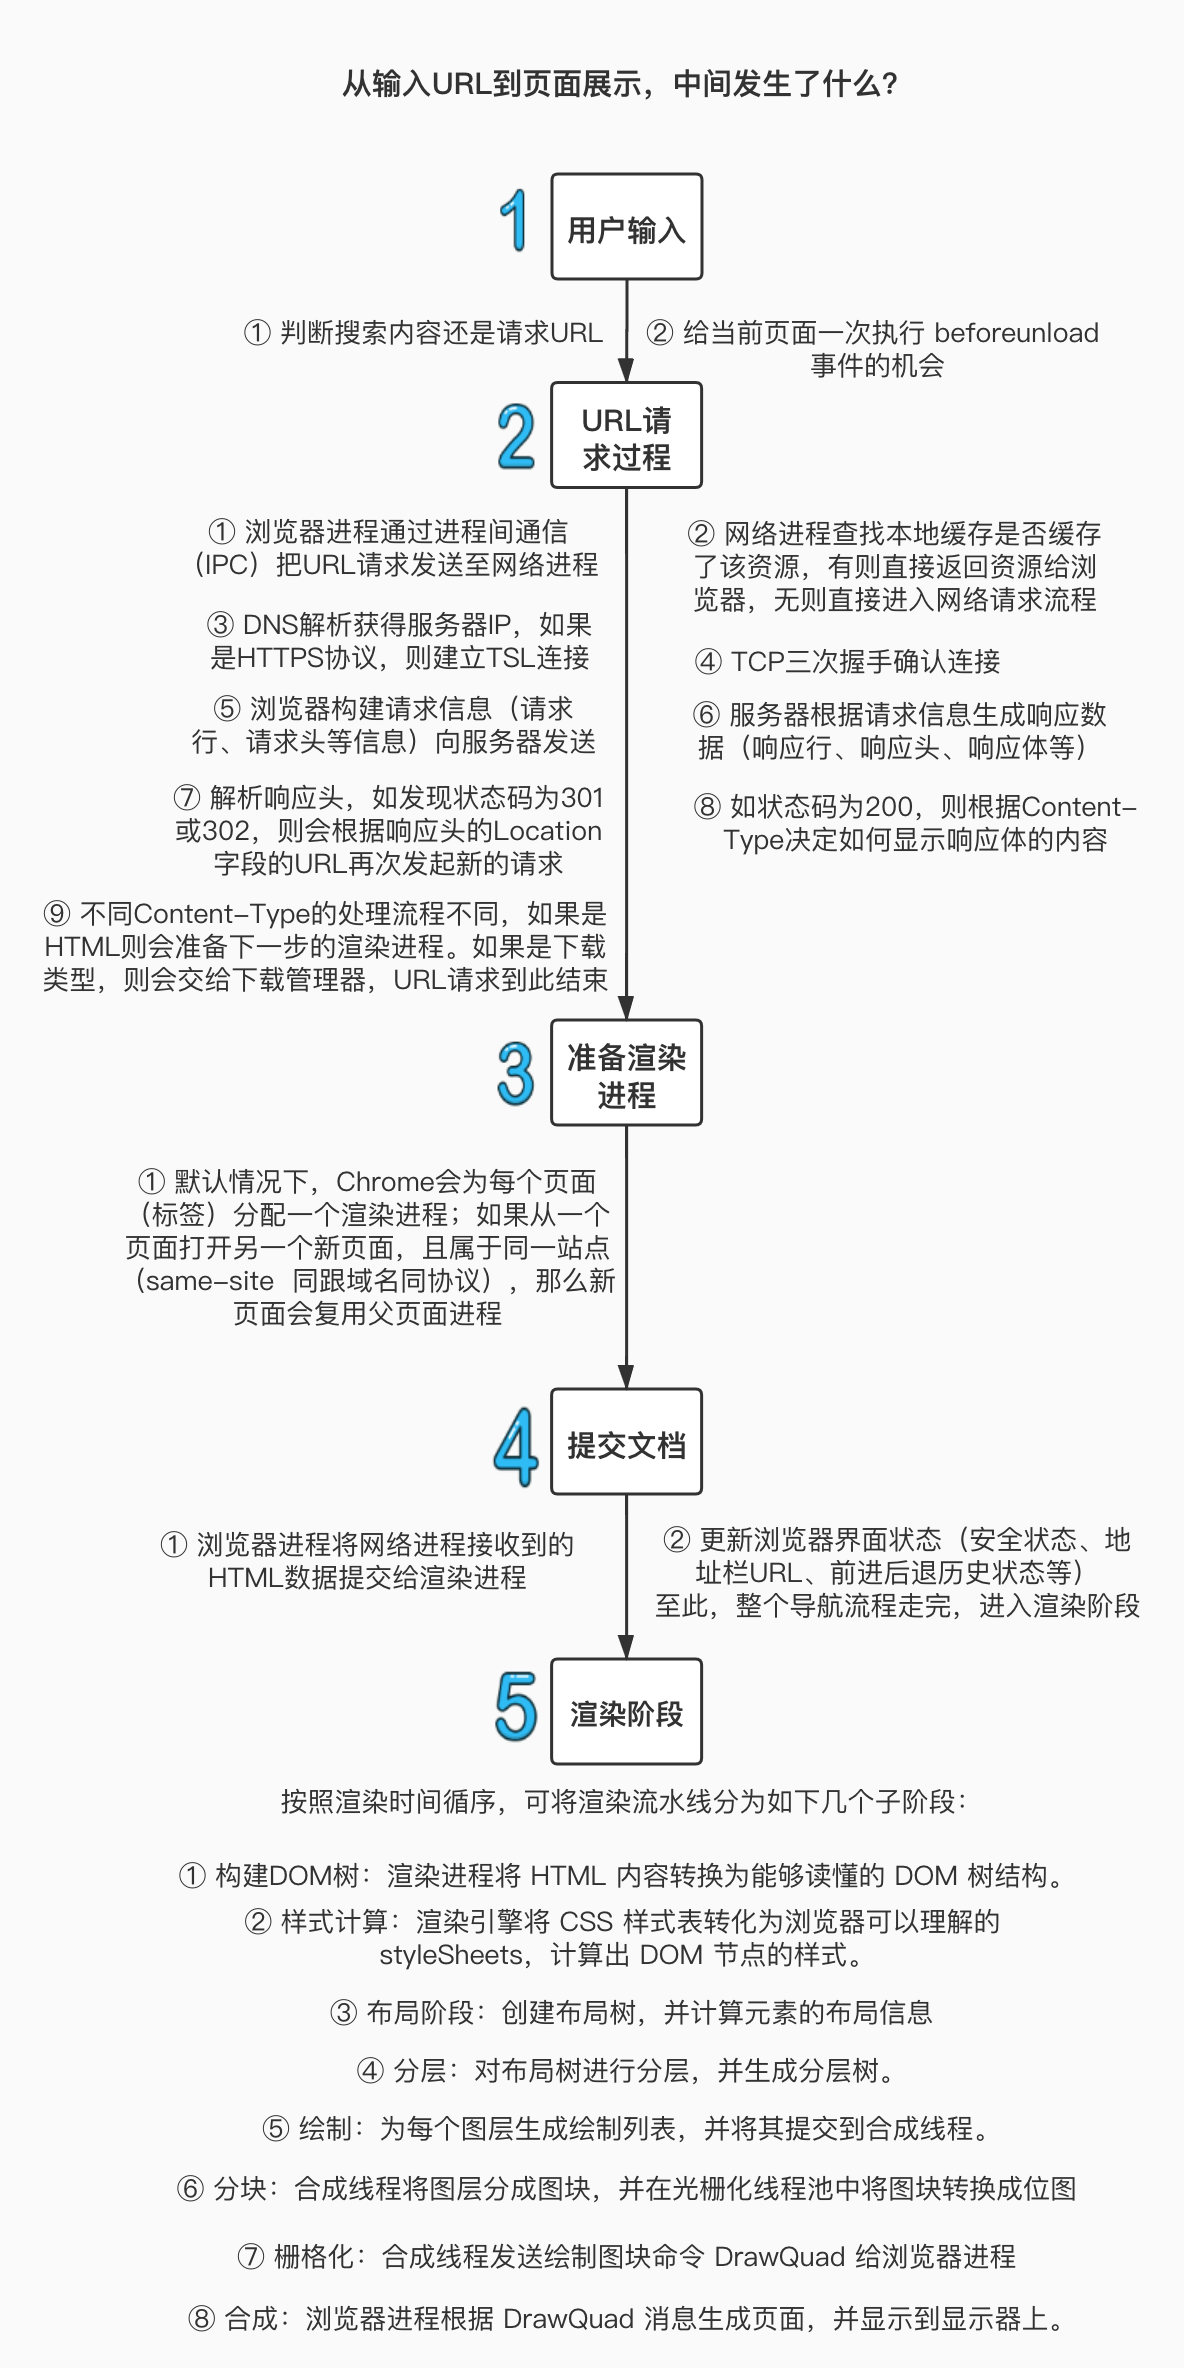 从输入URL到页面展示，中间发生了什么？
1
用户输入
① 判断搜索内容还是请求URL
② 给当前页面一次执行 beforeunload
事件的机会
2
URL请
求过程
① 浏览器进程通过进程间通信
（IPC）把URL请求发送至网络进程
② 网络进程查找本地缓存是否缓存
了该资源，有则直接返回资源给浏
览器，无则直接进入网络请求流程
③ DNS解析获得服务器IP，如果
是HTTPS协议，则建立TSL连接
④ TCP三次握手确认连接
⑤ 浏览器构建请求信息（请求
行、请求头等信息）向服务器发送
⑥ 服务器根据请求信息生成响应数
据（响应行、响应头、响应体等）
⑦ 解析响应头，如发现状态码为301
或302，则会根据响应头的Location
字段的URL再次发起新的请求
⑧ 如状态码为200，则根据Content-
Type决定如何显示响应体的内容
⑨ 不同Content-Type的处理流程不同，如果是
HTML则会准备下一步的渲染进程。如果是下载
类型，则会交给下载管理器，URL请求到此结束
3
准备渲染
进程
① 默认情况下，Chrome会为每个页面
（标签）分配一个渲染进程；如果从一个
页面打开另一个新页面，且属于同一站点
（same-site 同跟域名同协议），那么新
页面会复用父页面进程
4
提交文档
① 浏览器进程将网络进程接收到的
HTML数据提交给渲染进程
② 更新浏览器界面状态（安全状态、地
址栏URL、前进后退历史状态等）
至此，整个导航流程走完，进入渲染阶段
5
渲染阶段
按照渲染时间循序，可将渲染流水线分为如下几个子阶段：
① 构建DOM树：渲染进程将 HTML 内容转换为能够读懂的 DOM 树结构。
② 样式计算：渲染引擎将 CSS 样式表转化为浏览器可以理解的
styleSheets，计算出 DOM 节点的样式。
③ 布局阶段：创建布局树，并计算元素的布局信息
④ 分层：对布局树进行分层，并生成分层树。
⑤ 绘制：为每个图层生成绘制列表，并将其提交到合成线程。
⑥ 分块：合成线程将图层分成图块，并在光栅化线程池中将图块转换成位图
⑦ 栅格化：合成线程发送绘制图块命令 DrawQuad 给浏览器进程
⑧ 合成：浏览器进程根据 DrawQuad 消息生成页面，并显示到显示器上。